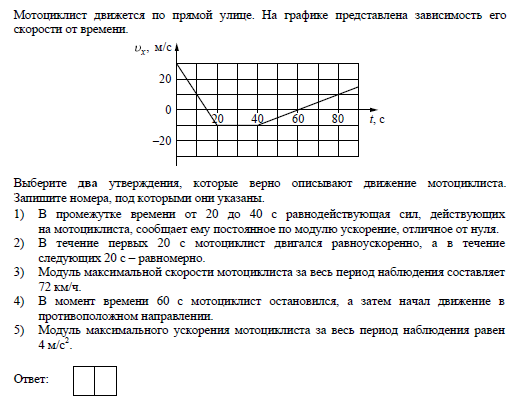 Мотоциклист движется по прямой улице. На графике представлена зависимость его
скорости от времени.
υx, м/с
20
0
20 40 60 80 t, с
–20
Выберите два утверждения, которые верно описывают движение мотоциклиста.
Запишите номера, под которыми они указаны.
1) В промежутке времени от 20 до 40 с равнодействующая сил, действующих
на мотоциклиста, сообщает ему постоянное по модулю ускорение, отличное от нуля.
2) В течение первых 20 с мотоциклист двигался равноускоренно, а в течение
следующих 20 с – равномерно.
3) Модуль максимальной скорости мотоциклиста за весь период наблюдения составляет
72 км/ч.
4) В момент времени 60 с мотоциклист остановился, а затем начал движение в
противоположном направлении.
5) Модуль максимального ускорения мотоциклиста за весь период наблюдения равен
4 м/с².
Ответ: